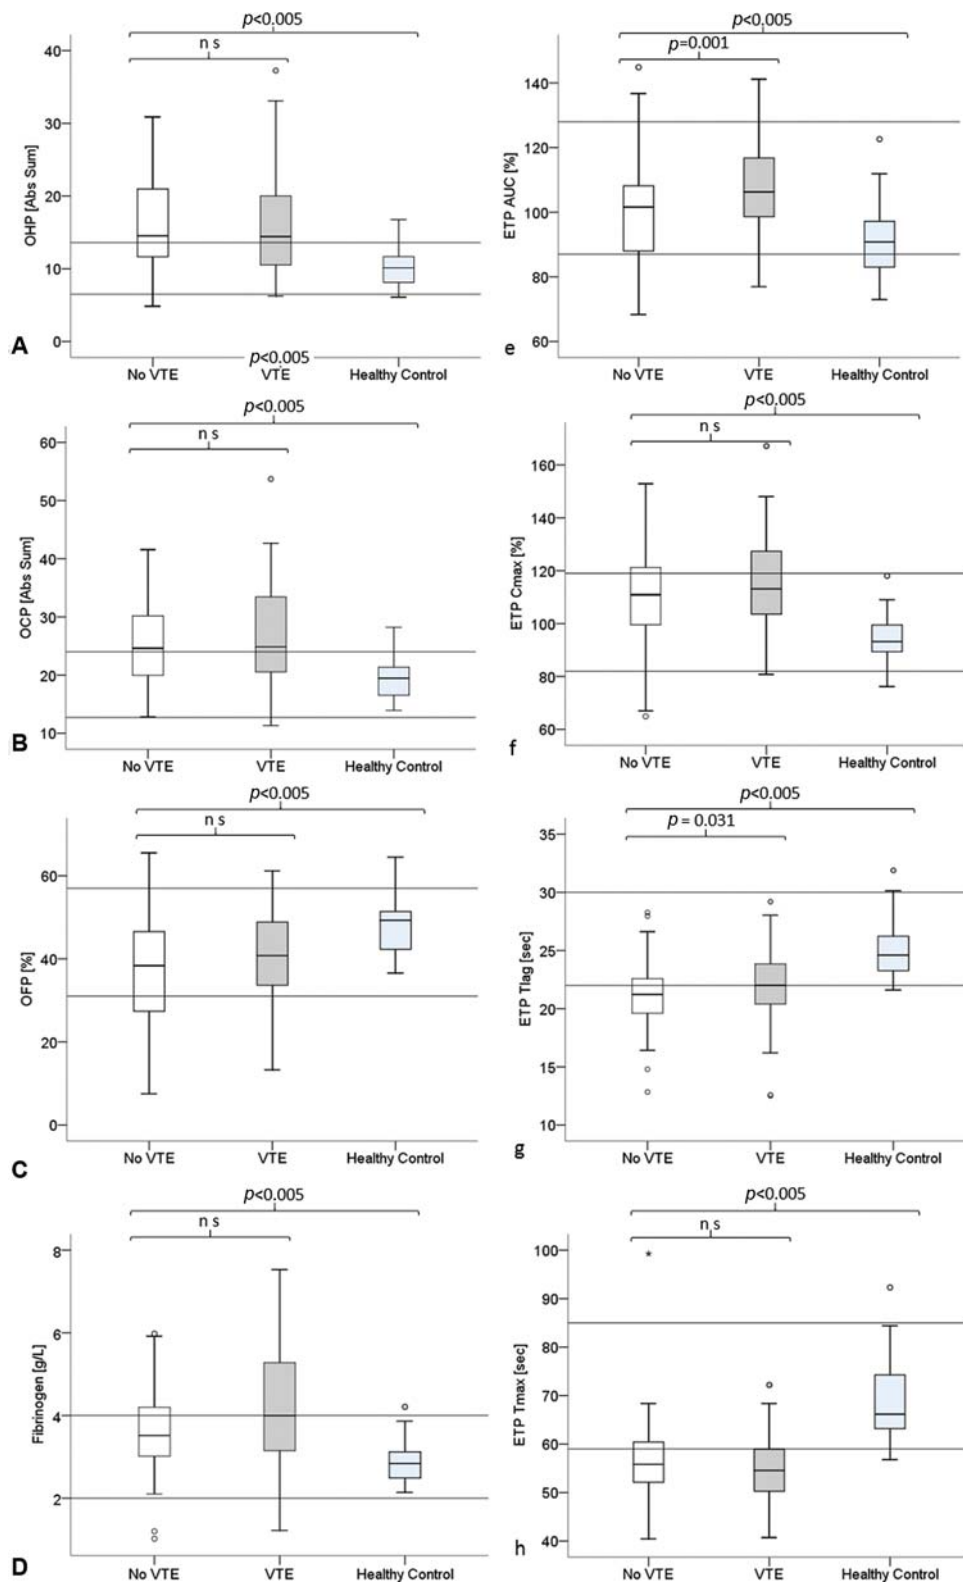 p<0.005
n s
40
30
20
10
0
OHP [Abs Sum]
A
No VTE VTE Healthy Control
p<0.005
p<0.005
n s
60
50
40
30
20
10
OCP [Abs Sum]
B
No VTE VTE Healthy Control
p<0.005
n s
60
40
20
0
OFP [%]
C
No VTE VTE Healthy Control
p<0.005
n s
8
6
4
2
Fibrinogen [g/L]
D
No VTE VTE Healthy Control
p<0.005
p=0.001
140
120
100
80
60
ETP AUC [%]
e
No VTE VTE Healthy Control
p<0.005
n s
160
140
120
100
80
60
ETP Cmax [%]
f
No VTE VTE Healthy Control
p<0.005
p = 0.031
35
30
25
20
15
10
ETP Tlag [sec]
g
No VTE VTE Healthy Control
p<0.005
n s
100
90
80
70
60
50
40
ETP Tmax [sec]
h
No VTE VTE Healthy Control